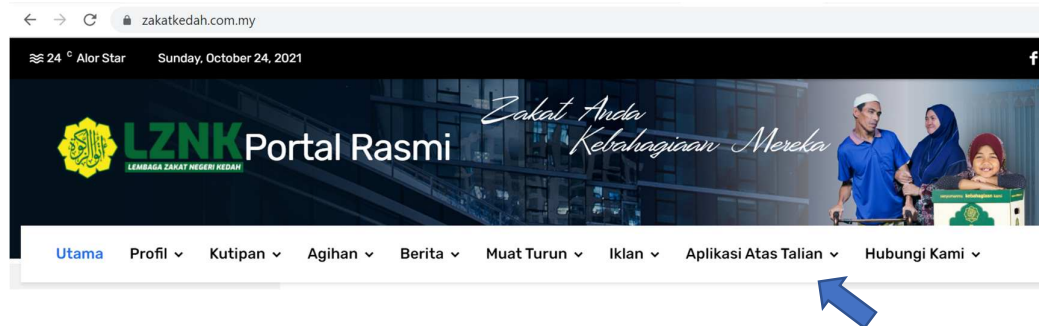 zakatkedah.com.my
24 C Alor Star Sunday, October 24, 2021 f
Zakat Anda
Kebahagiaan Mereka
LZNK Portal Rasmi
LEMBAGA ZAKAT NEGERI KEDAH
Utama Profil Kutipan Agihan Berita Muat Turun Iklan Aplikasi Atas Talian Hubungi Kami